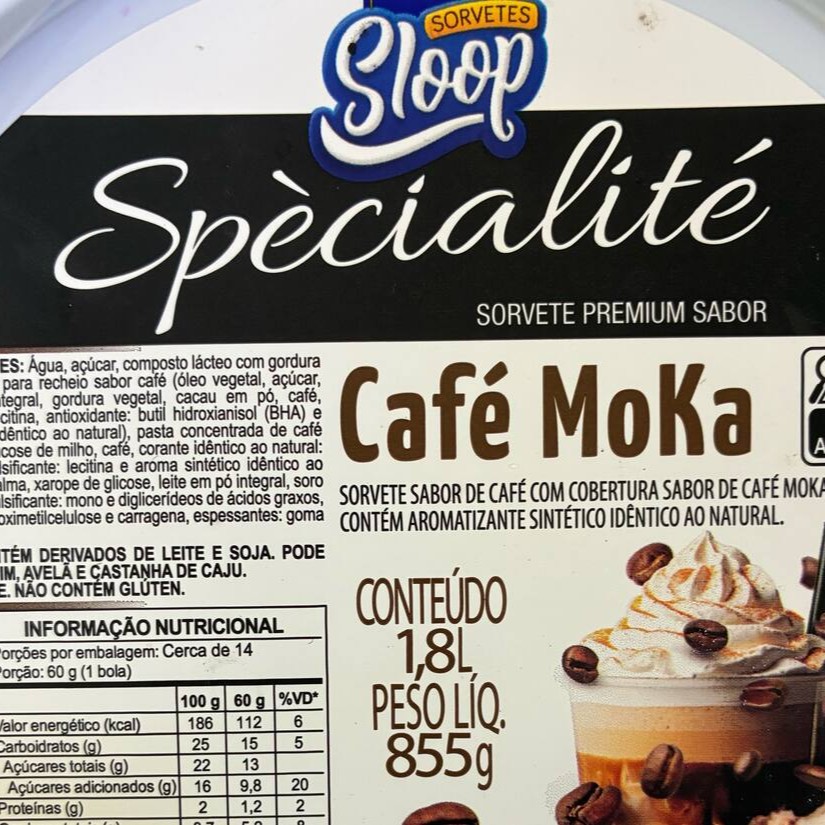 SORVETES
Sloop
Spècialité
SORVETE PREMIUM SABOR
ES: Água, açúcar, composto lácteo com gordura
para recheio sabor café (óleo vegetal, açúcar,
tegral, gordura vegetal, cacau em pó, café,
citina, antioxidante: butil hidroxianisol (BHA) e
dêntico ao natural), pasta concentrada de café
cose de milho, café, corante idêntico ao natural:
lsificante: lecitina e aroma sintético idêntico ao
alma, xarope de glicose, leite em pó integral, soro
ulsificante: mono e diglicerídeos de ácidos graxos,
oximetilcelulose e carragena, espessantes: goma
NTÉM DERIVADOS DE LEITE E SOJA. PODE
IM, AVELÃ E CASTANHA DE CAJU.
E. NÃO CONTÉM GLÚTEN.
Café MoKa
SORVETE SABOR DE CAFÉ COM COBERTURA SABOR DE CAFÉ MOKA
CONTÉM AROMATIZANTE SINTÉTICO IDÊNTICO AO NATURAL.
CONTEÚDO
1,8L
PESO LÍQ.
855g
INFORMAÇÃO NUTRICIONAL
Porções por embalagem: Cerca de 14
Porção: 60 g (1 bola)
100 g 60 g %VD*
Valor energético (kcal) 186 112 6
Carboidratos (g) 25 15 5
Açúcares totais (g) 22 13
Açúcares adicionados (g) 16 9,8 20
Proteínas (g) 2 1,2 2